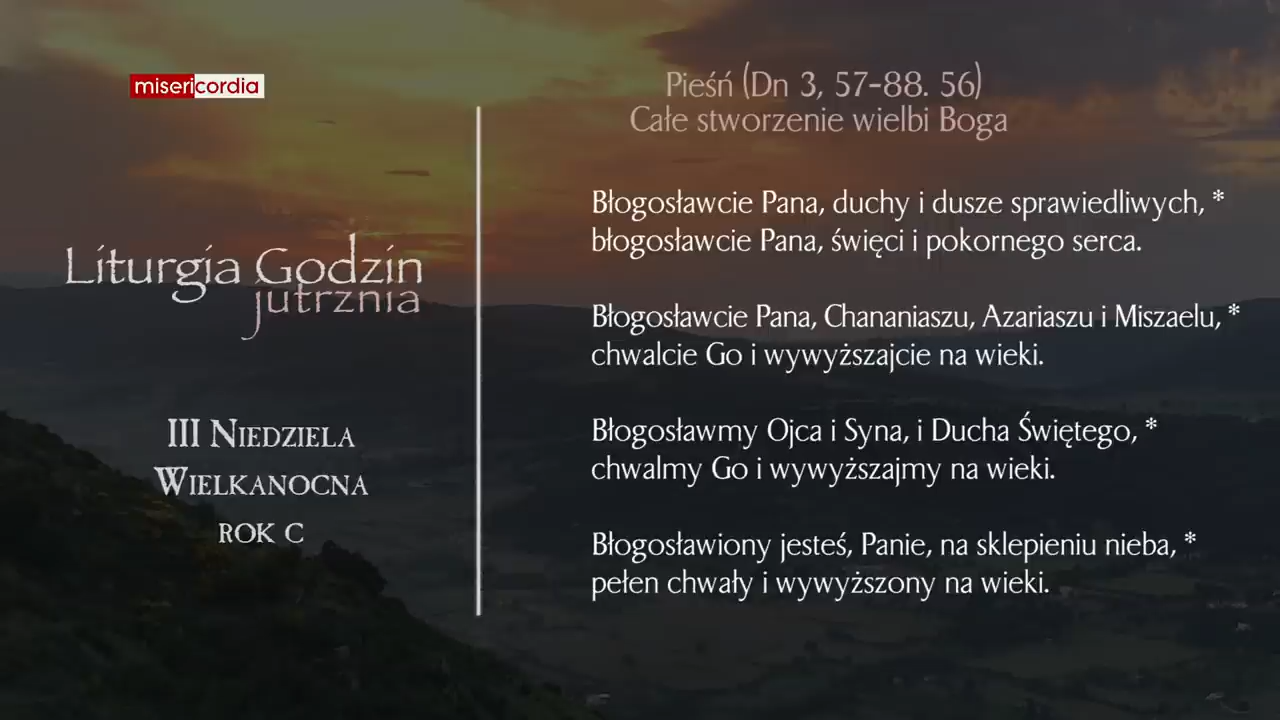 misericordia
Liturgia Godzin
jutrznia
III Niedziela
Wielkanocna
rok C
Pieśń (Dn 3, 57-88. 56)
Całe stworzenie wielbi Boga
Błogosławcie Pana, duchy i dusze sprawiedliwych, *
błogosławcie Pana, święci i pokornego serca.
Błogosławcie Pana, Chananiaszu, Azariaszu i Miszaelu, *
chwalcie Go i wywyższajcie na wieki.
Błogosławmy Ojca i Syna, i Ducha Świętego, *
chwalmy Go i wywyższajmy na wieki.
Błogosławiony jesteś, Panie, na sklepieniu nieba, *
pełen chwały i wywyższony na wieki.